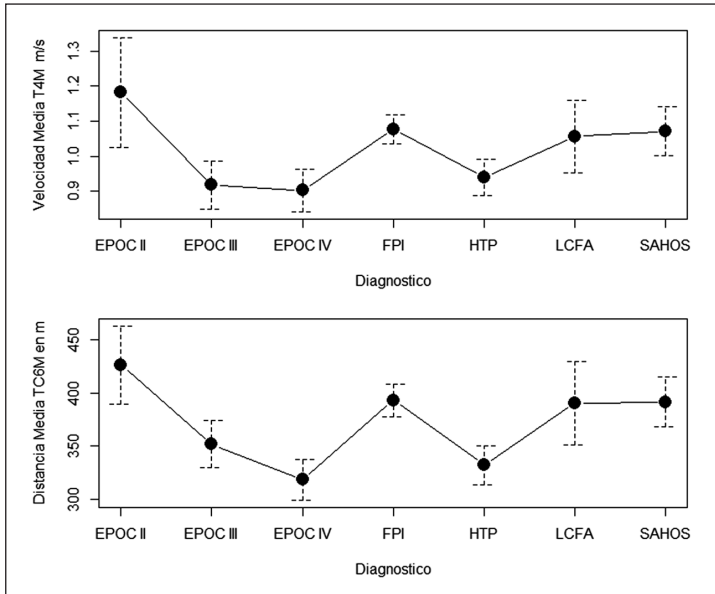 Velocidad Media T4M m/s
1.3
1.2
1.1
1.0
0.9
EPOC II EPOC III EPOC IV FPI HTP LCFA SAHOS
Diagnostico
Distancia Media TC6M en m
450
400
350
300
EPOC II EPOC III EPOC IV FPI HTP LCFA SAHOS
Diagnostico